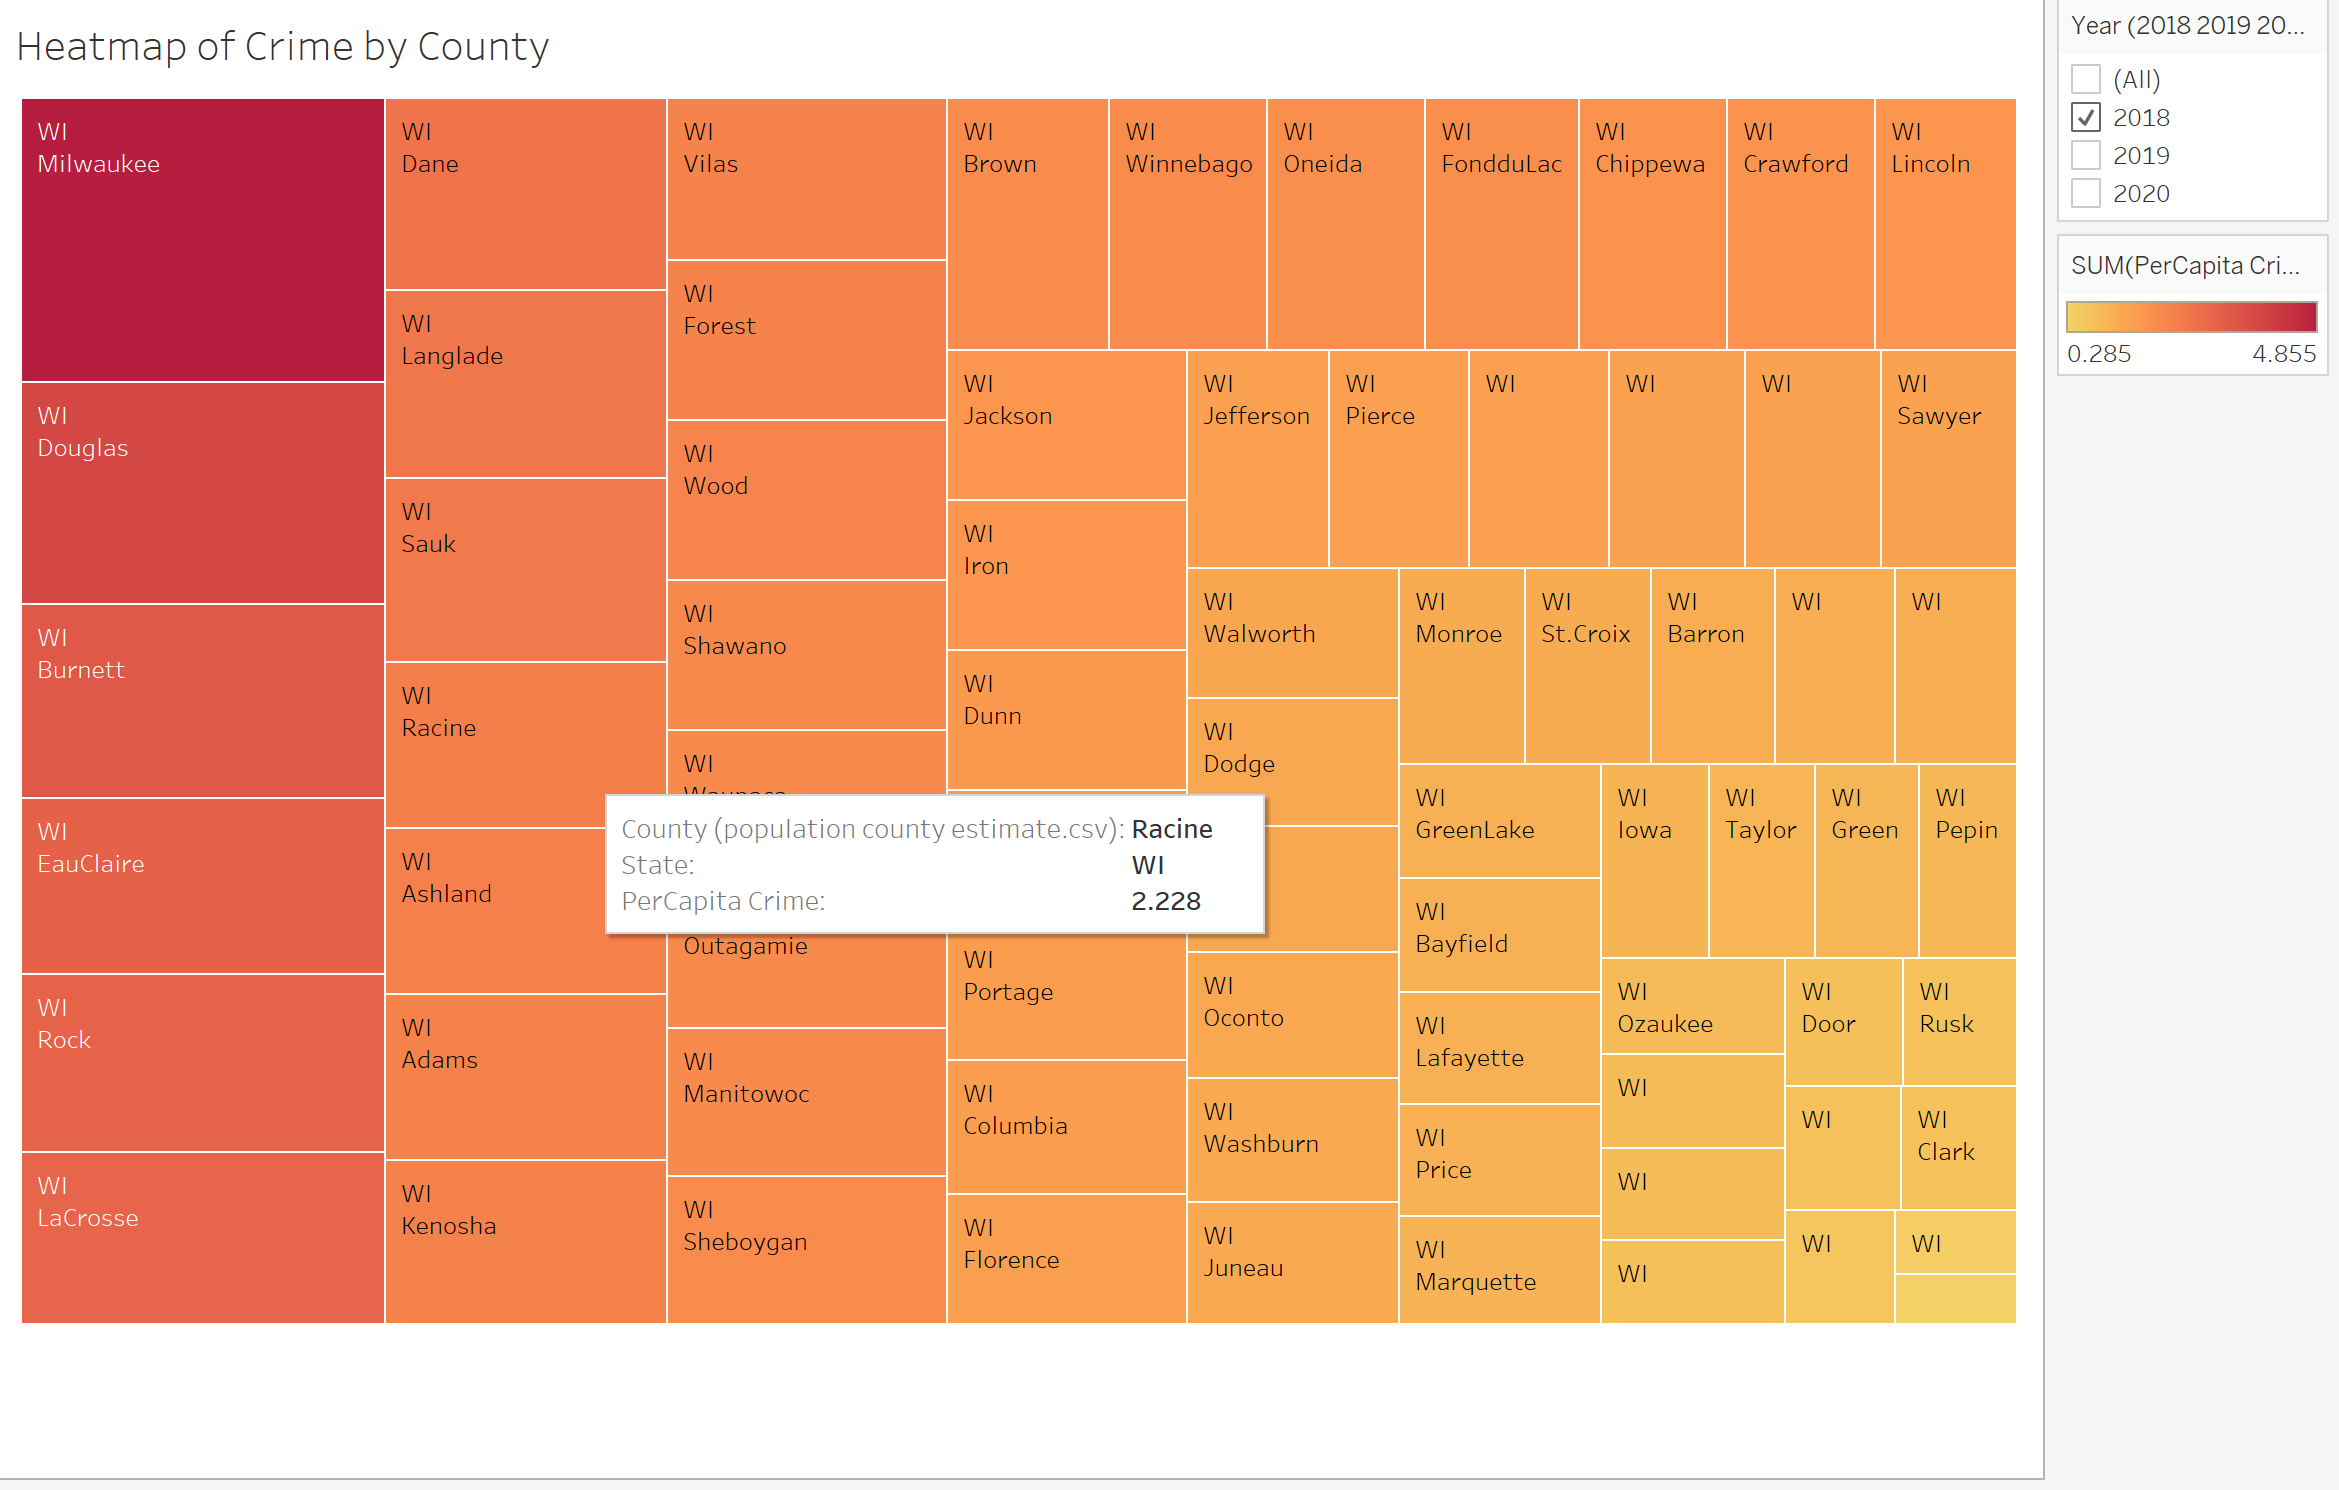 Heatmap of Crime by County
WI
Milwaukee
WI
Douglas
WI
Burnett
WI
EauClaire
WI
Rock
WI
LaCrosse
WI
Dane
WI
Langlade
WI
Sauk
WI
Racine
WI
Ashland
WI
Adams
WI
Kenosha
WI
Vilas
WI
Forest
WI
Wood
WI
Shawano
WI
Outagamie
WI
Manitowoc
WI
Sheboygan
WI
Brown
WI
Winnebago
WI
Oneida
WI
FondduLac
WI
Chippewa
WI
Crawford
WI
Lincoln
WI
Jackson
WI
Iron
WI
Dunn
WI
Portage
WI
Columbia
WI
Florence
WI
Jefferson
WI
Pierce
WI
WI
WI
WI
Sawyer
WI
Walworth
WI
Dodge
WI
Oconto
WI
Washburn
WI
Juneau
WI
Monroe
WI
St.Croix
WI
Barron
WI
WI
WI
GreenLake
WI
Bayfield
WI
Lafayette
WI
Price
WI
Marquette
WI
Iowa
WI
Taylor
WI
Green
WI
Pepin
WI
Ozaukee
WI
WI
WI
WI
Door
WI
Rusk
WI
WI
Clark
WI
WI
County (population county estimate.csv): Racine
State: WI
PerCapita Crime: 2.228
Year (2018 2019 20...
(All)
2018
2019
2020
SUM(PerCapita Cri...
0.285 4.855